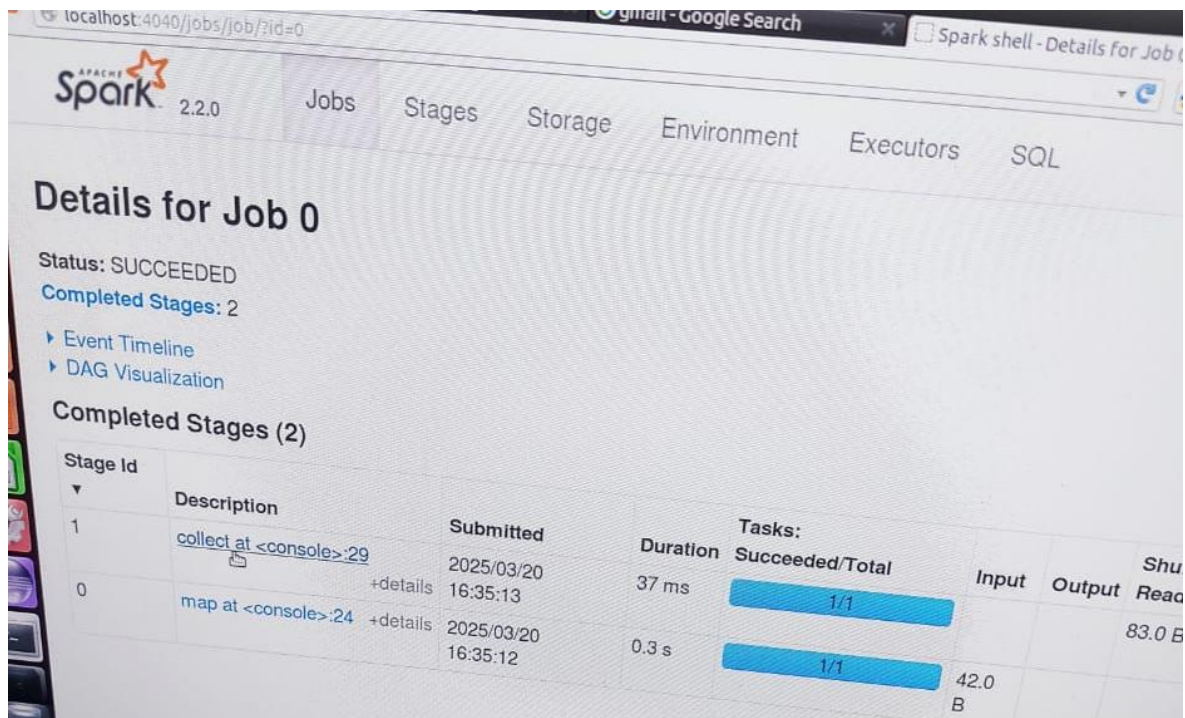 localhost:4040/jobs/job/?id=0
gmail - Google Search
Spark shell - Details for Job
APACHE
Spark 2.2.0
Jobs Stages Storage Environment Executors SQL
Details for Job 0
Status: SUCCEEDED
Completed Stages: 2
Event Timeline
DAG Visualization
Completed Stages (2)
Stage Id Description Submitted Duration Tasks: Succeeded/Total Input Output Shu Read
1 collect at <console>:29 +details 2025/03/20 16:35:13 37 ms 1/1 83.0 B
0 map at <console>:24 +details 2025/03/20 16:35:12 0.3 s 1/1 42.0 B